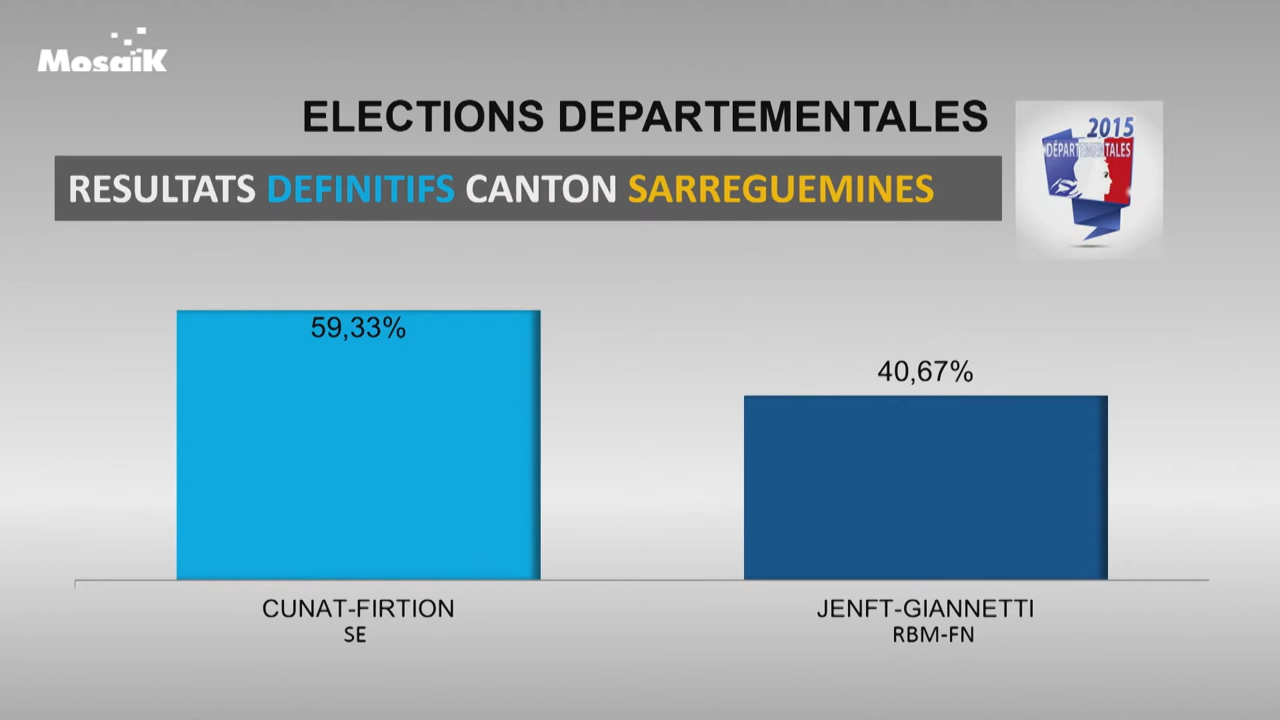 MosaïK
ELECTIONS DEPARTEMENTALES
2015
DÉPARTEMENTALES
RESULTATS DEFINITIFS CANTON SARREGUEMINES
59,33%
40,67%
CUNAT-FIRTION
SE
JENFT-GIANNETTI
RBM-FN